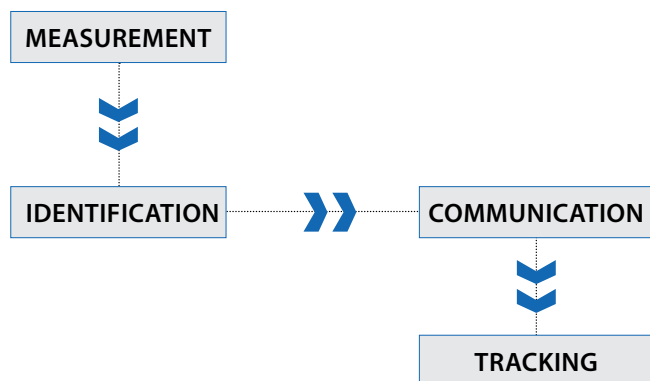 MEASUREMENT
IDENTIFICATION
COMMUNICATION
TRACKING